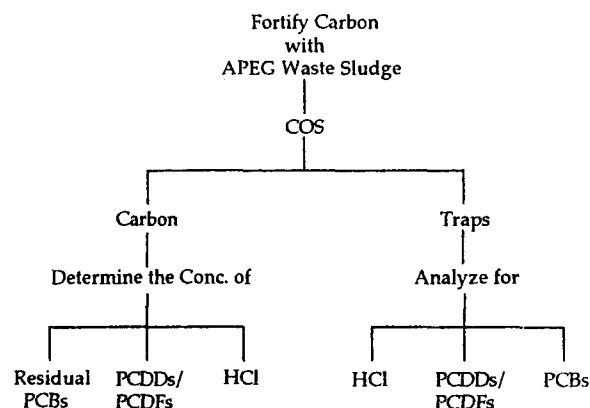 Fortify Carbon
with
APEG Waste Sludge
COS
Carbon
Traps
Determine the Conc. of
Analyze for
Residual
PCBs
PCDDs/
PCDFs
HCl
HCl
PCDDs/
PCDFs
PCBs